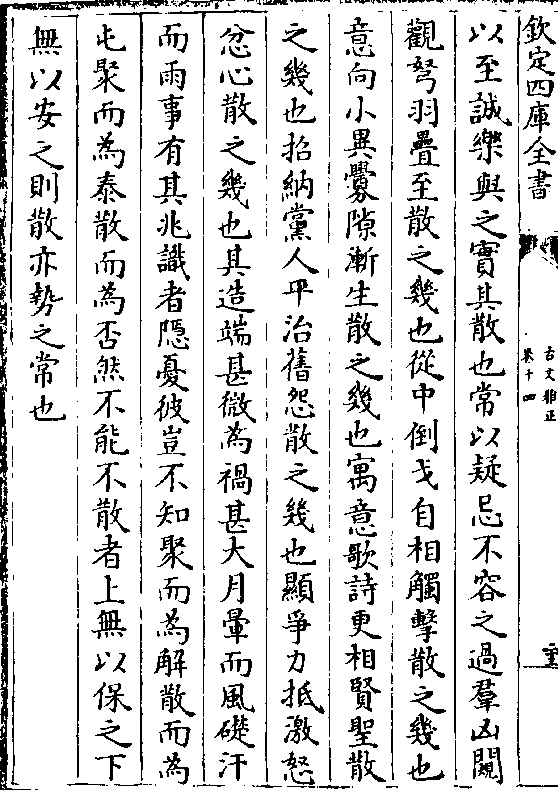 欽定四庫全書
古文雅正
卷十四
以至誠樂與之實其散也常以疑忌不容之過羣凶闚
觀弩羽疊至散之幾也從中倒戈自相觸擊散之幾也
意向小異釁隙漸生散之幾也寓意歌詩更相賢聖散
之幾也招納黨人平治舊怨散之幾也顯爭力抵激怒
忿心散之幾也其造端甚微為禍甚大月暈而風礎汗
而雨事有其兆識者隱憂彼豈不知聚而為解散而為
屯聚而為泰散而為否然不能不散者上無以保之下
無以安之則散亦勢之常也